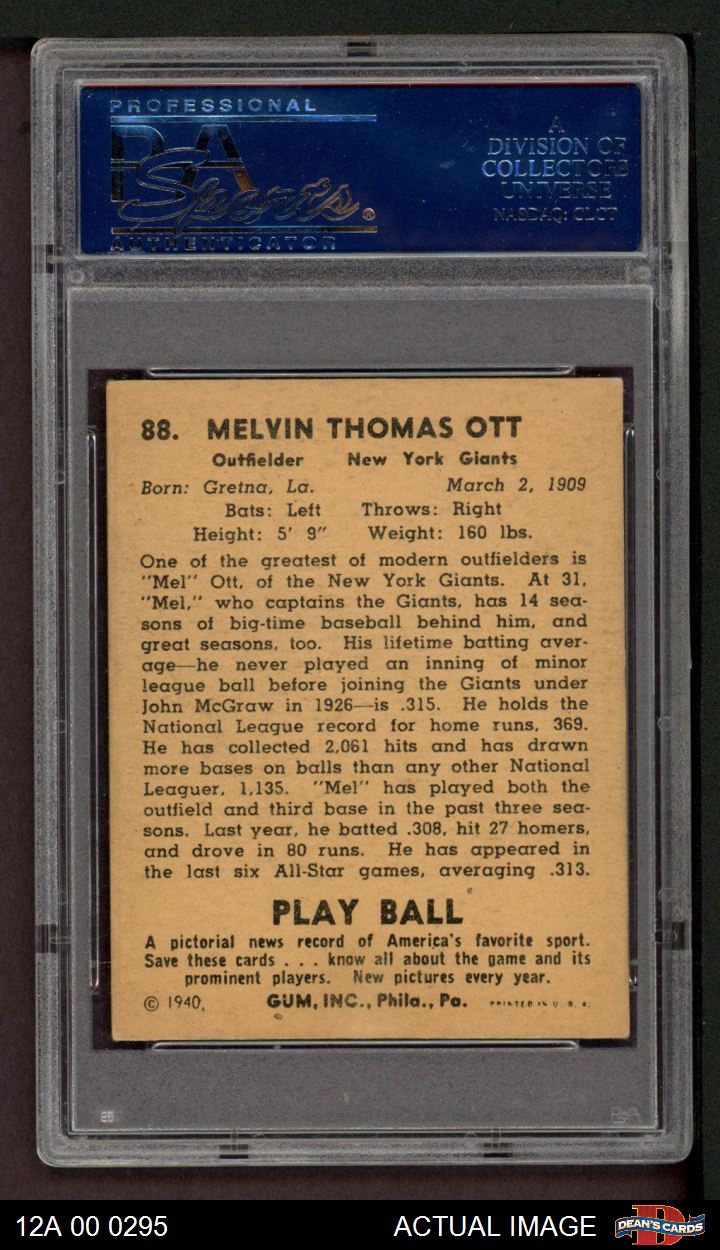 PROFESSIONAL
PSA
Sports®
AUTHENTICATOR
A
DIVISION OF
COLLECTORS
UNIVERSE
NASDAQ: CLCT
88. MELVIN THOMAS OTT
Outfielder New York Giants
Born: Gretna, La. March 2, 1909
Bats: Left Throws: Right
Height: 5' 9" Weight: 160 lbs.
One of the greatest of modern outfielders is
"Mel" Ott, of the New York Giants. At 31,
"Mel," who captains the Giants, has 14 sea-
sons of big-time baseball behind him, and
great seasons, too. His lifetime batting aver-
age—he never played an inning of minor
league ball before joining the Giants under
John McGraw in 1926—is .315. He holds the
National League record for home runs, 369.
He has collected 2,061 hits and has drawn
more bases on balls than any other National
Leaguer, 1,135. "Mel" has played both the
outfield and third base in the past three sea-
sons. Last year, he batted .308, hit 27 homers,
and drove in 80 runs. He has appeared in
the last six All-Star games, averaging .313.
PLAY BALL
A pictorial news record of America's favorite sport.
Save these cards . . . know all about the game and its
prominent players. New pictures every year.
© 1940, GUM, INC., Phila., Pa. PRINTED IN U. S. A.
PSA
12A 00 0295 ACTUAL IMAGE DEAN'S CARDS